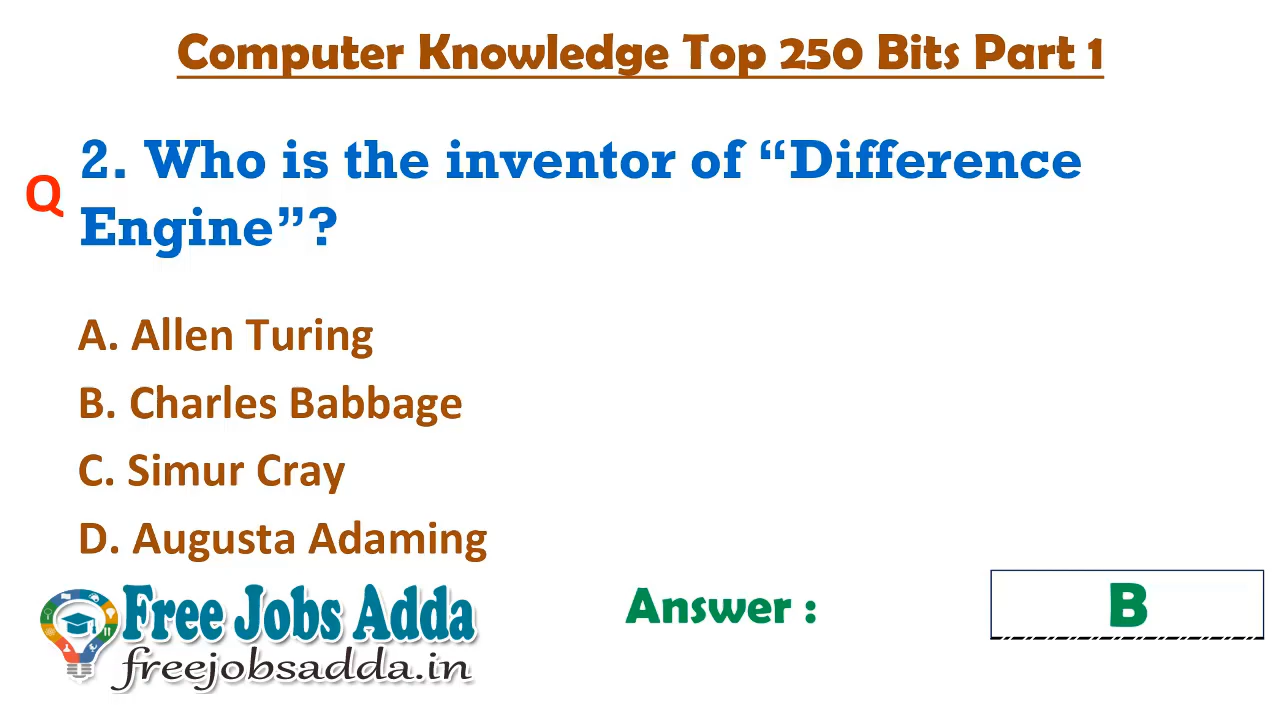 Computer Knowledge Top 250 Bits Part 1
Q
2. Who is the inventor of “Difference
Engine”?
A. Allen Turing
B. Charles Babbage
C. Simur Cray
D. Augusta Adaming
Free Jobs Adda
freejobsadda.in
Answer :
B